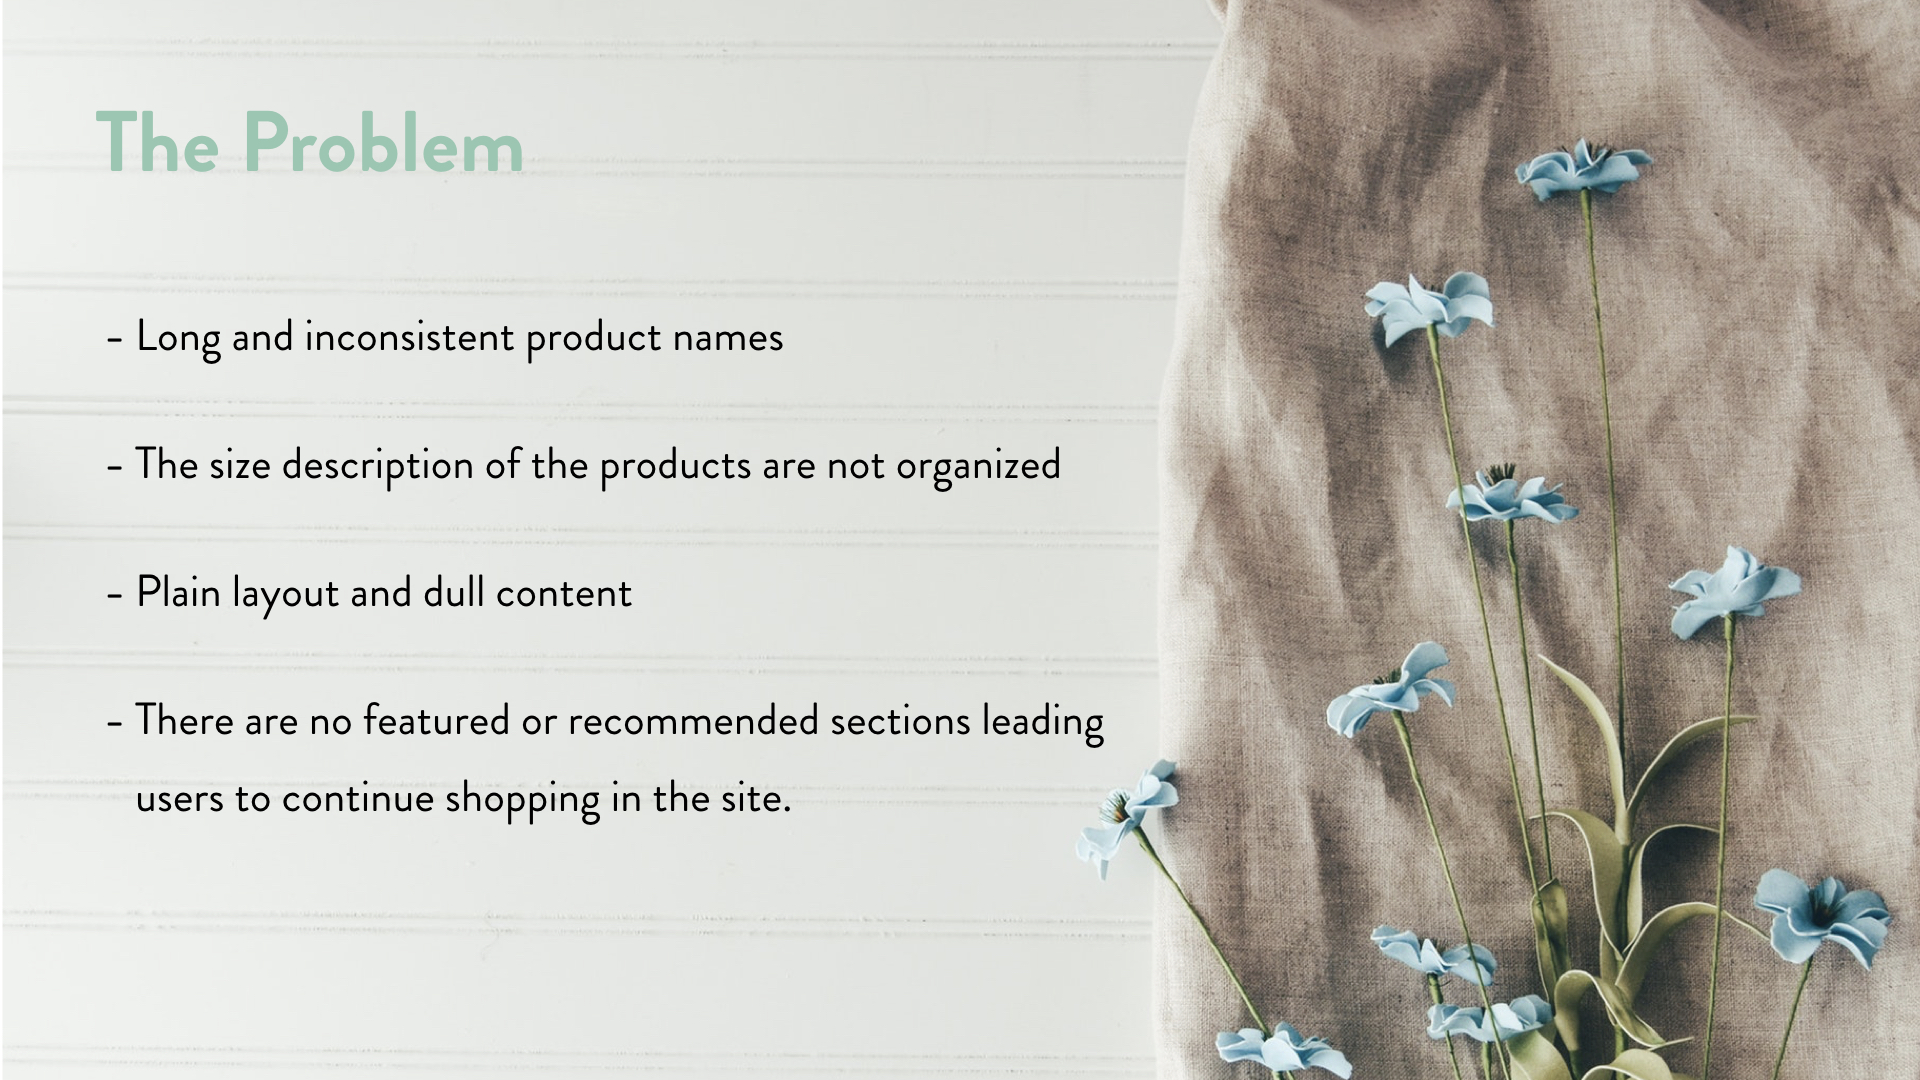 The Problem
- Long and inconsistent product names
- The size description of the products are not organized
- Plain layout and dull content
- There are no featured or recommended sections leading
users to continue shopping in the site.